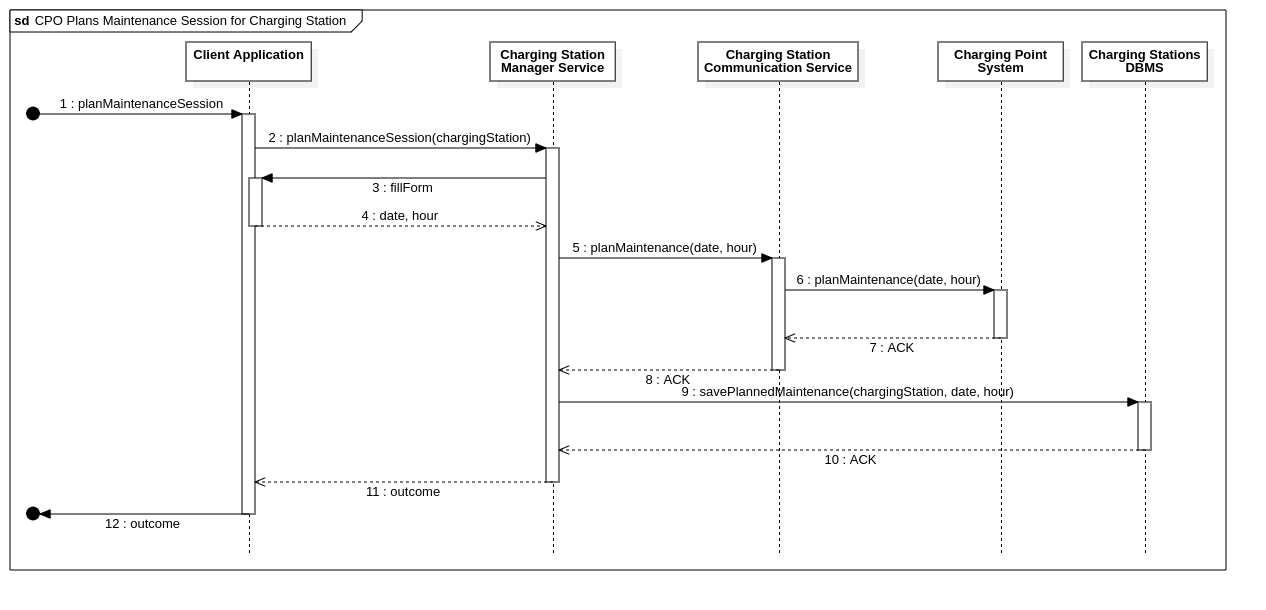 sd CPO Plans Maintenance Session for Charging Station
Client Application
Charging Station
Manager Service
Charging Station
Communication Service
Charging Point
System
Charging Stations
DBMS
1 : planMaintenanceSession
2 : planMaintenanceSession(chargingStation)
3 : fillForm
4 : date, hour
5 : planMaintenance(date, hour)
6 : planMaintenance(date, hour)
7 : ACK
8 : ACK
9 : savePlannedMaintenance(chargingStation, date, hour)
10 : ACK
11 : outcome
12 : outcome